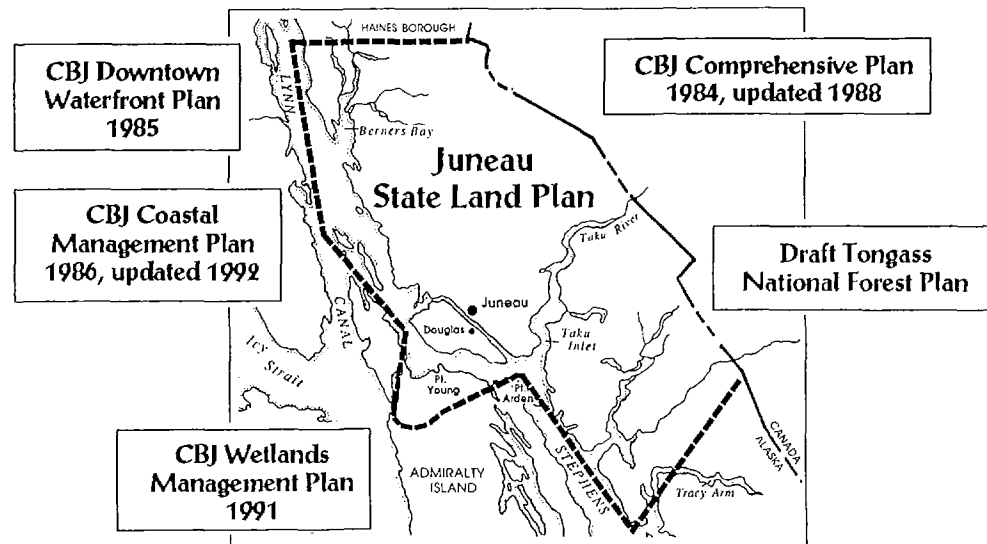 HAINES BOROUGH
CBJ Downtown
Waterfront Plan
1985
CBJ Comprehensive Plan
1984, updated 1988
LYNN
Berners Bay
Juneau
State Land Plan
CBJ Coastal
Management Plan
1986, updated 1992
Taku River
Draft Tongass
National Forest Plan
CANAL
Juneau
Douglas
Taku
Inlet
Icy Strait
Pt.
Young
Pt.
Arden
CBJ Wetlands
Management Plan
1991
ADMIRALTY
ISLAND
STEPHENS
CANADA
ALASKA
Tracy Arm